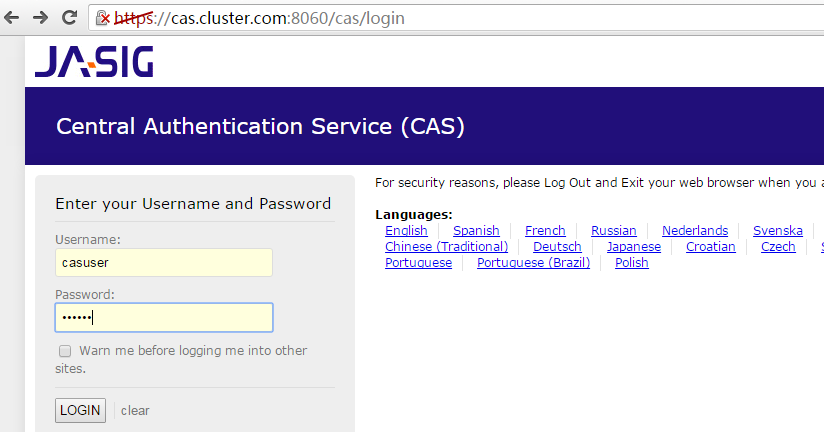 https://cas.cluster.com:8060/cas/login
JA-SIG
Central Authentication Service (CAS)
Enter your Username and Password
Username:
casuser
Password:
••••••
Warn me before logging me into other
sites.
LOGIN clear
For security reasons, please Log Out and Exit your web browser when you
Languages:
English Spanish French Russian Nederlands Svenska
Chinese (Traditional) Deutsch Japanese Croatian Czech
Portuguese Portuguese (Brazil) Polish